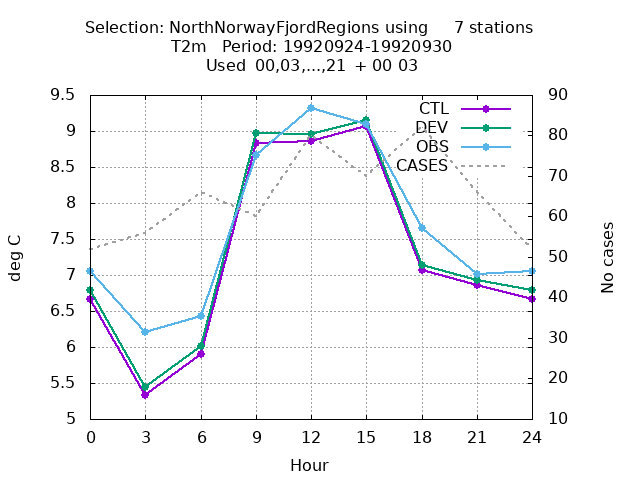 Selection: NorthNorwayFjordRegions using 7 stations
T2m Period: 19920924-19920930
Used 00,03,...,21 + 00 03
9.5
9
8.5
8
7.5
7
6.5
6
5.5
5
deg C
CTL
DEV
OBS
CASES
90
80
70
60
50
40
30
20
10
No cases
0 3 6 9 12 15 18 21 24
Hour